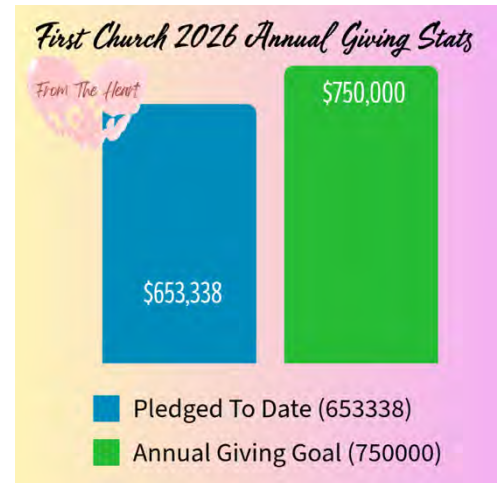 First Church 2026 Annual Giving Stats
From The Heart
$750,000
$653,338
Pledged To Date (653338)
Annual Giving Goal (750000)